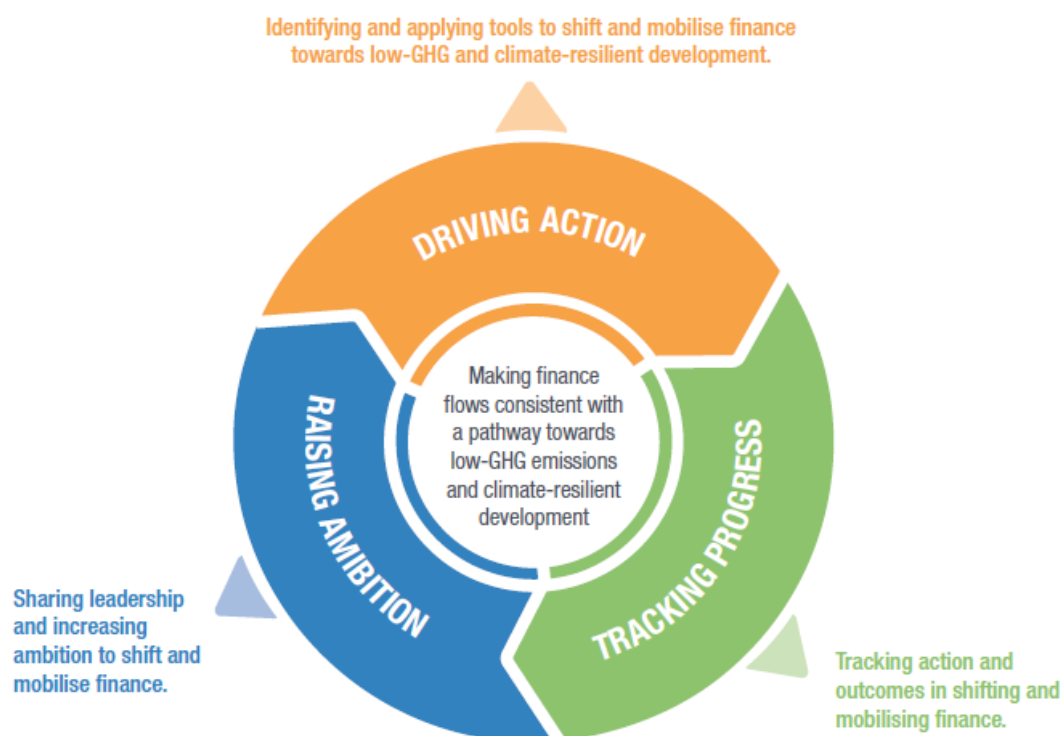 Identifying and applying tools to shift and mobilise finance
towards low-GHG and climate-resilient development.
DRIVING ACTION
Making finance
flows consistent with
a pathway towards
low-GHG emissions
and climate-resilient
development
RAISING AMIBITION
TRACKING PROGRESS
Sharing leadership
and increasing
ambition to shift and
mobilise finance.
Tracking action and
outcomes in shifting and
mobilising finance.